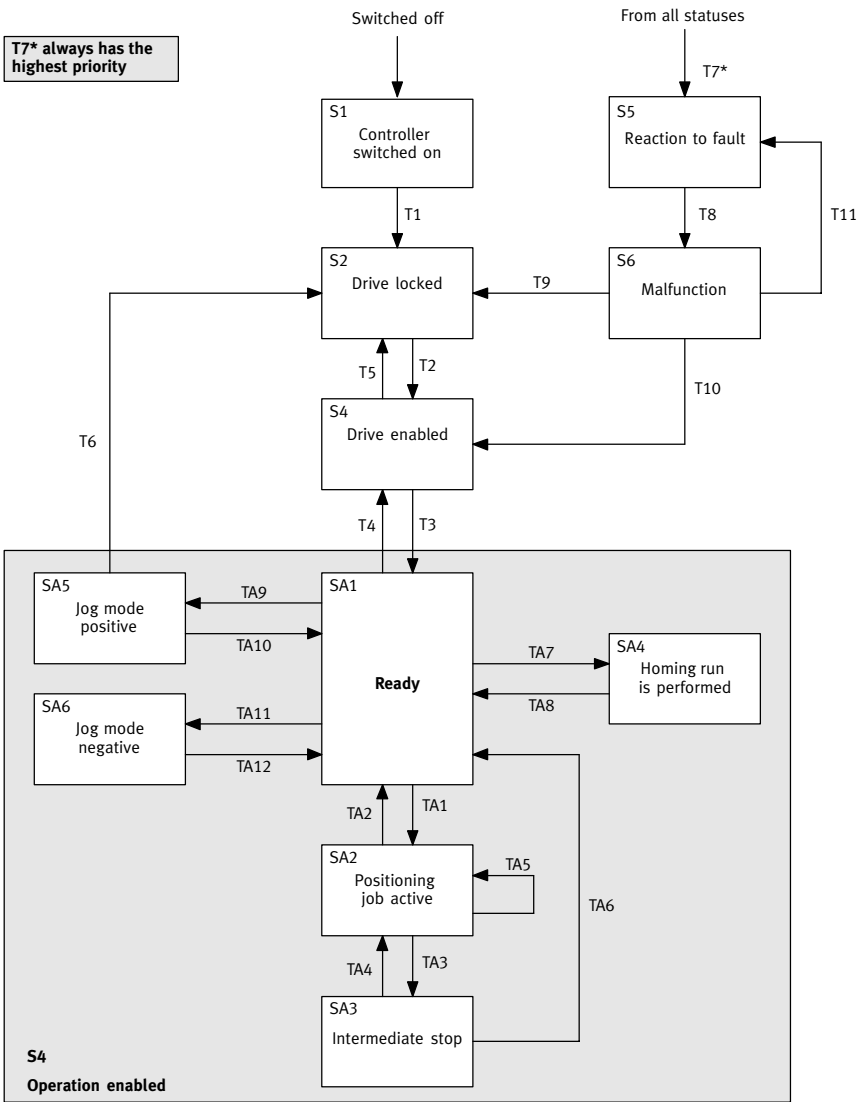 Switched off
From all statuses
T7* always has the
highest priority
T7*
S1
Controller
switched on
S5
Reaction to fault
T1
T8
T11
S2
Drive locked
T9
S6
Malfunction
T5
T2
T10
S4
Drive enabled
T6
T4
T3
SA5
Jog mode
positive
TA9
TA10
SA1
Ready
TA7
TA8
SA4
Homing run
is performed
SA6
Jog mode
negative
TA11
TA12
TA2
TA1
SA2
Positioning
job active
TA5
TA6
TA4
TA3
SA3
Intermediate stop
S4
Operation enabled